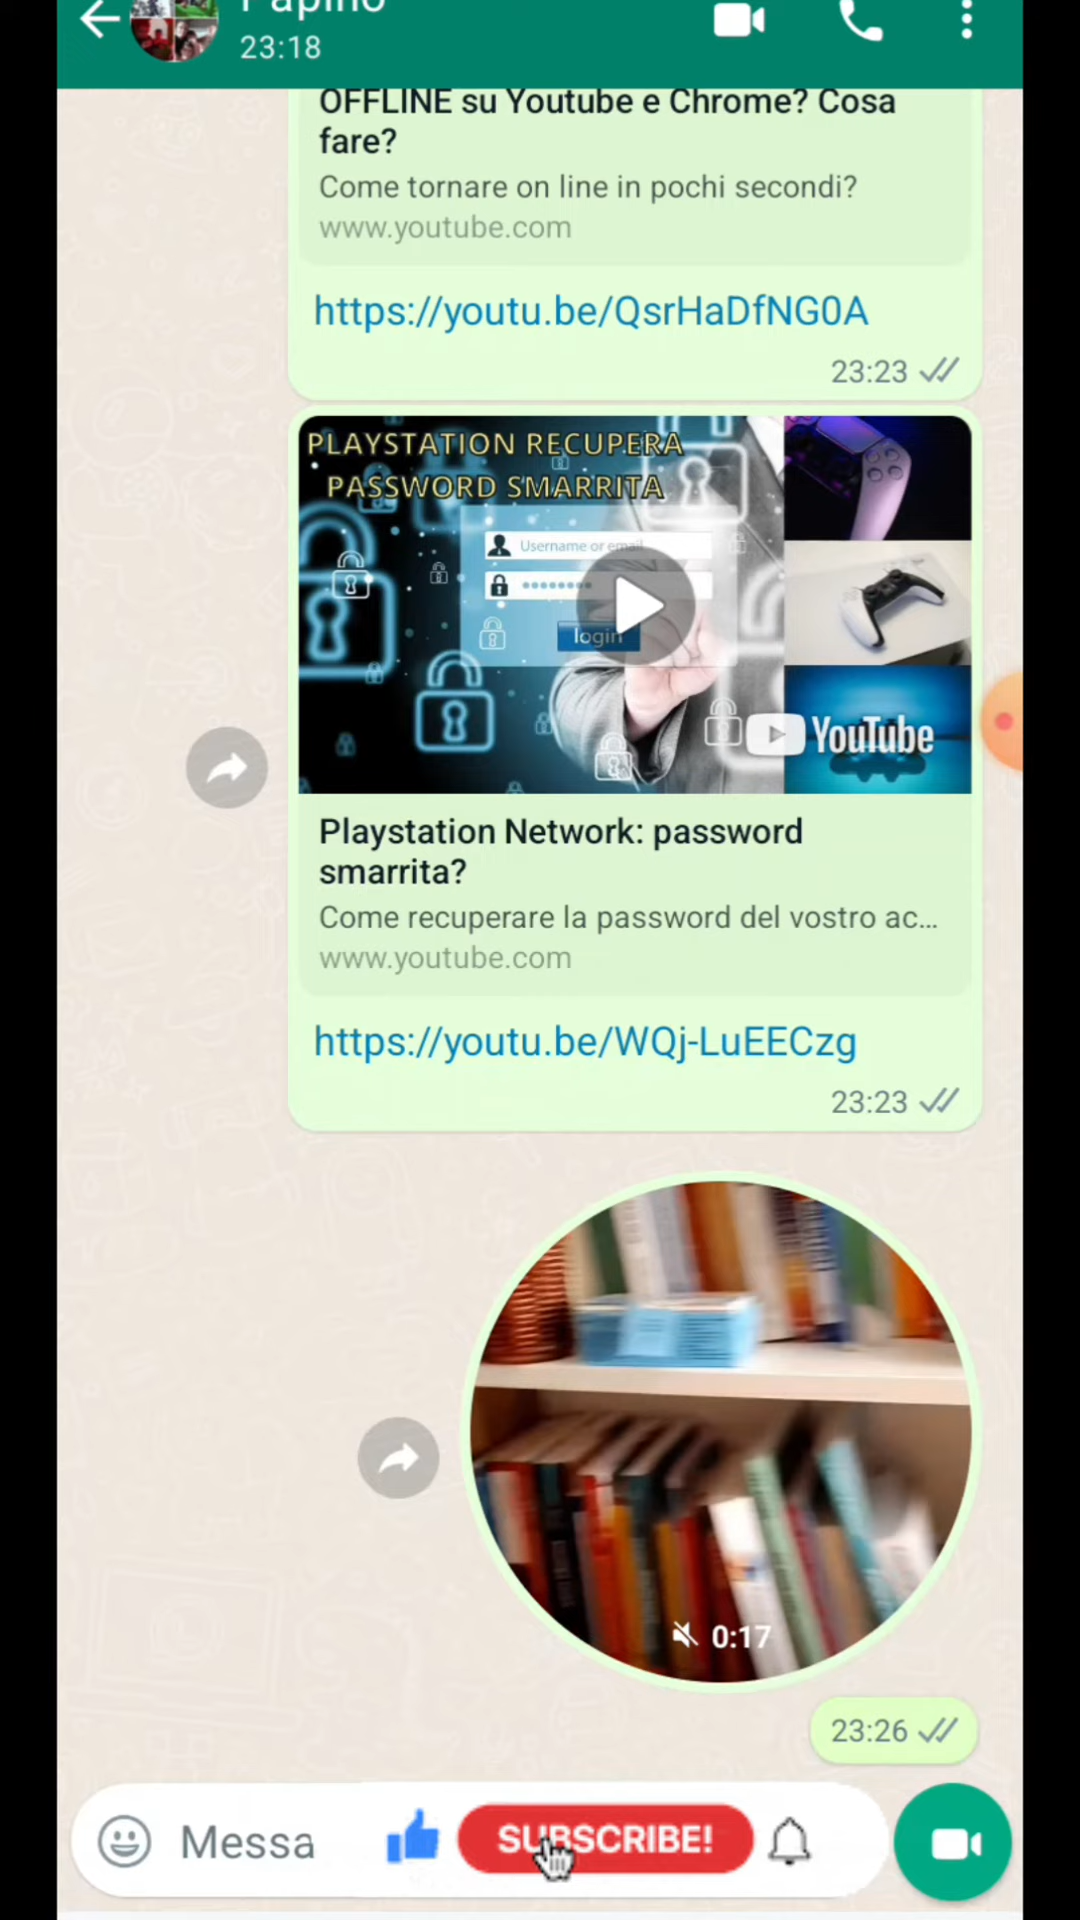 23:18
OFFLINE su Youtube e Chrome? Cosa
fare?
Come tornare on line in pochi secondi?
www.youtube.com
https://youtu.be/QsrHaDfNG0A
23:23
PLAYSTATION RECUPERA
PASSWORD SMARRITA
Username or email
login
YouTube
Playstation Network: password
smarrita?
Come recuperare la password del vostro ac...
www.youtube.com
https://youtu.be/WQj-LuEECzg
23:23
0:17
23:26
Messa
SUBSCRIBE!